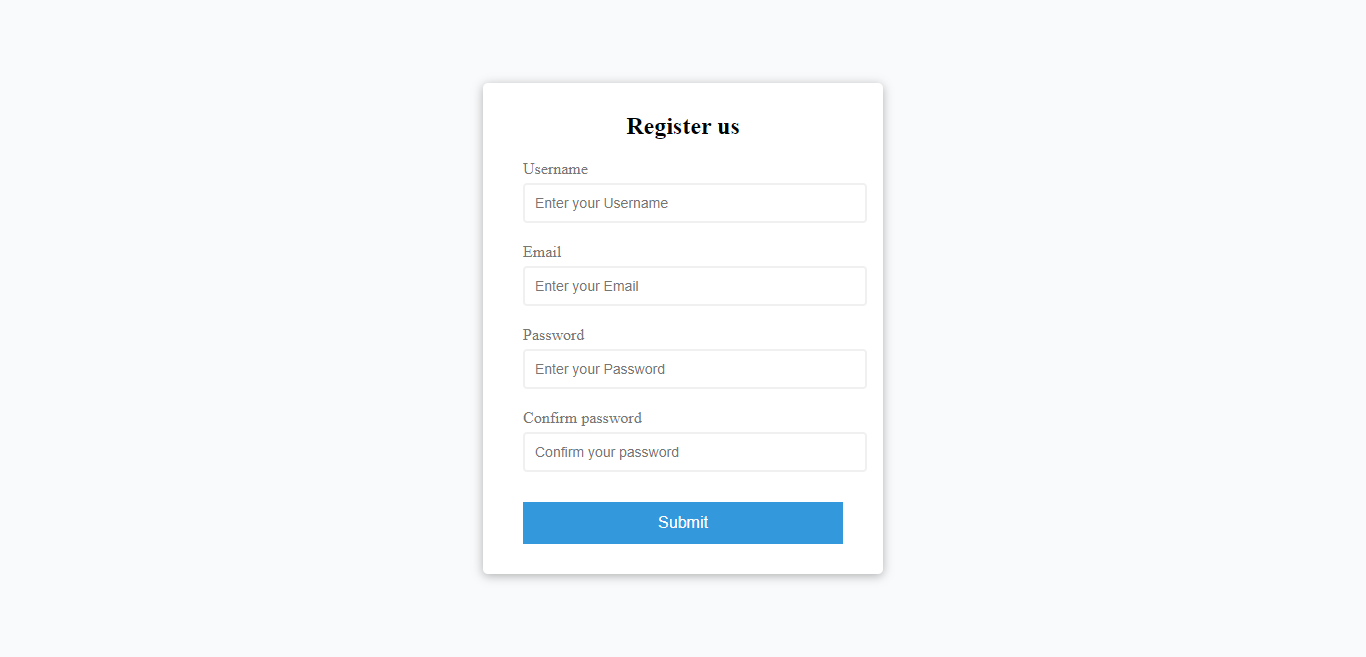 Register us
Username
Enter your Username
Email
Enter your Email
Password
Enter your Password
Confirm password
Confirm your password
Submit